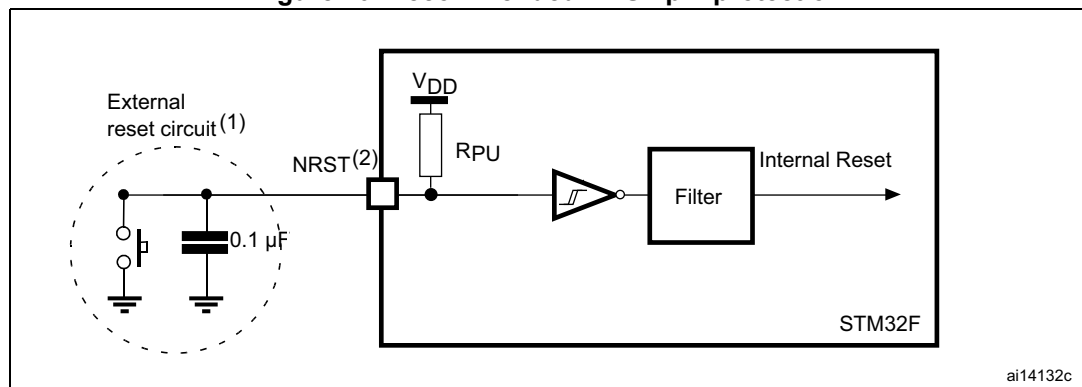 External
reset circuit(1)
VDD
NRST(2)
RPU
Internal Reset
Filter
0.1 μF
STM32F
ai14132c